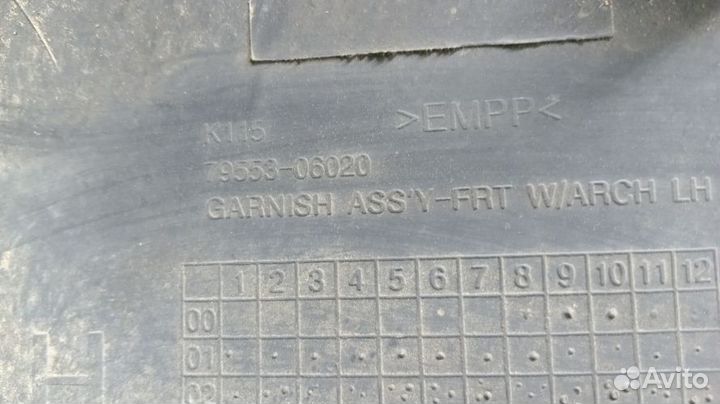 K115
>EMPP<
79553-06020
GARNISH ASS'Y-FRT W/ARCH LH
1 2 3 4 5 6 7 8 9 10 11 12
00
01
02
Avito